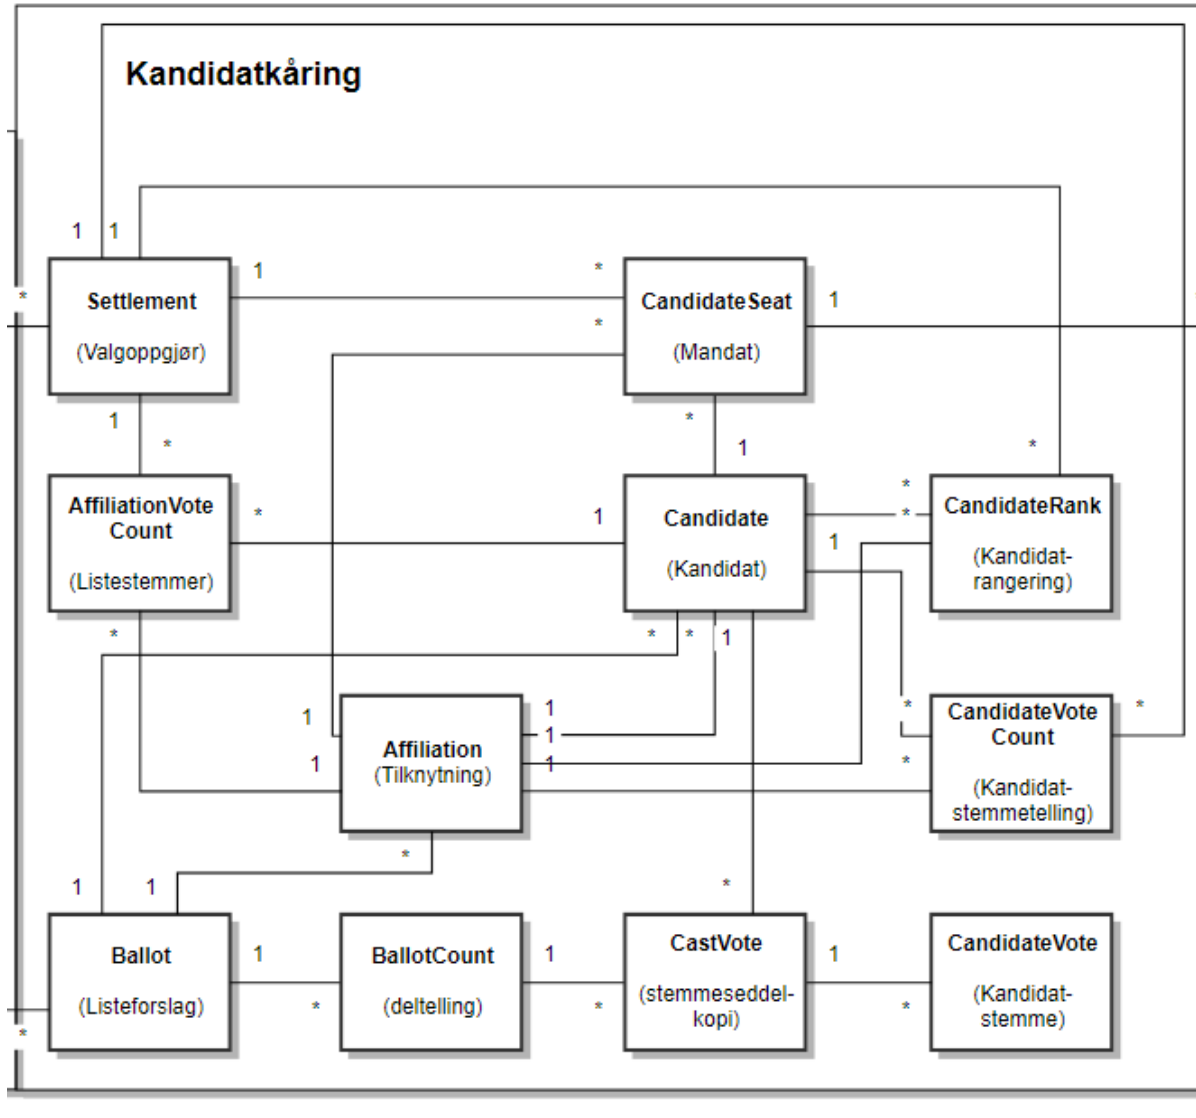 Kandidatkåring
1 1
1 *
* Settlement
(Valgoppgjør)
CandidateSeat
(Mandat)
1
*
1
*
*
1
*
AffiliationVote
Count
(Listestemmer)
* 1
Candidate
(Kandidat)
*
*
1
CandidateRank
(Kandidat-
rangering)
* * * 1
1
1
Affiliation
(Tilknytning)
1
1
1
*
*
*
CandidateVote
Count
(Kandidat-
stemmetelling)
*
1 1
*
Ballot
(Listeforslag)
*
1
*
BallotCount
(deltelling)
1
*
CastVote
(stemmeseddel-
kopi)
1
*
CandidateVote
(Kandidat-
stemme)